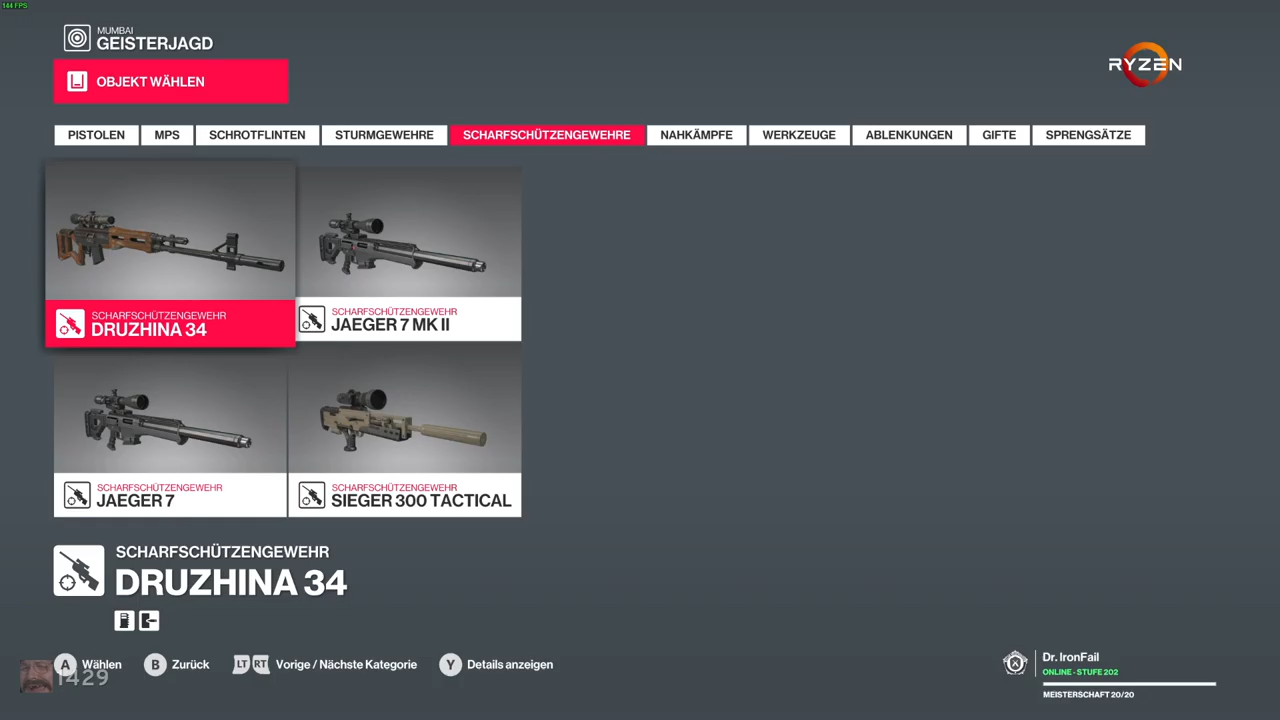 144 FPS
MUMBAI
GEISTERJAGD
RYZEN
OBJEKT WÄHLEN
PISTOLEN MPS SCHROTFLINTEN STURMGEWEHRE SCHARFSCHÜTZENGEWEHRE NAHKÄMPFE WERKZEUGE ABLENKUNGEN GIFTE SPRENGSÄTZE
SCHARFSCHÜTZENGEWEHR
DRUZHINA 34
SCHARFSCHÜTZENGEWEHR
JAEGER 7 MK II
SCHARFSCHÜTZENGEWEHR
JAEGER 7
SCHARFSCHÜTZENGEWEHR
SIEGER 300 TACTICAL
SCHARFSCHÜTZENGEWEHR
DRUZHINA 34
A Wählen B Zurück LT RT Vorige / Nächste Kategorie Y Details anzeigen
1429
Dr. IronFail
ONLINE - STUFE 202
MEISTERSCHAFT 20/20